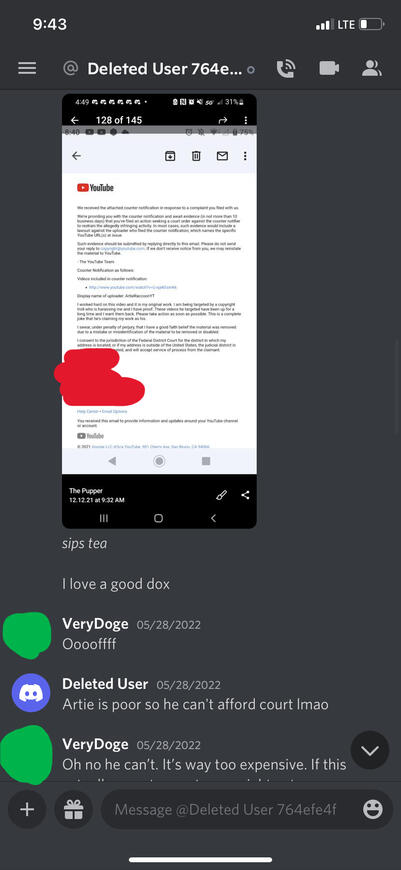 9:43
LTE
@ Deleted User 764e...
4:49
5G 31%
128 of 145
8:40
75%
YouTube
We received the attached counter notification in response to a complaint you filed with us.
We're providing you with the counter notification and await evidence (in not more than 10
business days) that you've filed an action seeking a court order against the counter notifier
to restrain the allegedly infringing activity. In most cases, such evidence would include a
lawsuit against the uploader who filed the counter notification, which names the specific
YouTube URL(s) at issue.
Such evidence should be submitted by replying directly to this email. Please do not send
your reply to copyright@youtube.com. If we don't receive notice from you, we may reinstate
the material to YouTube.
- The YouTube Team
Counter Notification as follows:
Videos included in counter notification:
Display name of uploader: ArtieRaccoonYT
I worked hard on this video and it is my original work. I am being targeted by a copyright
troll who is harassing me and I have proof. These videos he targeted have been up for a
long time and I want them back. Please take action as soon as possible. This is a complete
joke that he's claiming my work as his.
I swear, under penalty of perjury, that I have a good faith belief the material was removed
due to a mistake or misidentification of the material to be removed or disabled.
I consent to the jurisdiction of the Federal District Court for the district in which my
address is located, or if my address is outside of the United States, the judicial district in
and will accept service of process from the claimant.
Help Center • Email Options
You received this email to provide information and updates around your YouTube channel
or account.
YouTube
© 2021 Google LLC d/b/a YouTube, 901 Cherry Ave, San Bruno, CA 94066
The Pupper
12.12.21 at 9:32 AM
sips tea
I love a good dox
VeryDoge 05/28/2022
Ooooffff
Deleted User 05/28/2022
Artie is poor so he can't afford court lmao
VeryDoge 05/28/2022
Oh no he can't. It's way too expensive. If this
Message @Deleted User 764efe4f